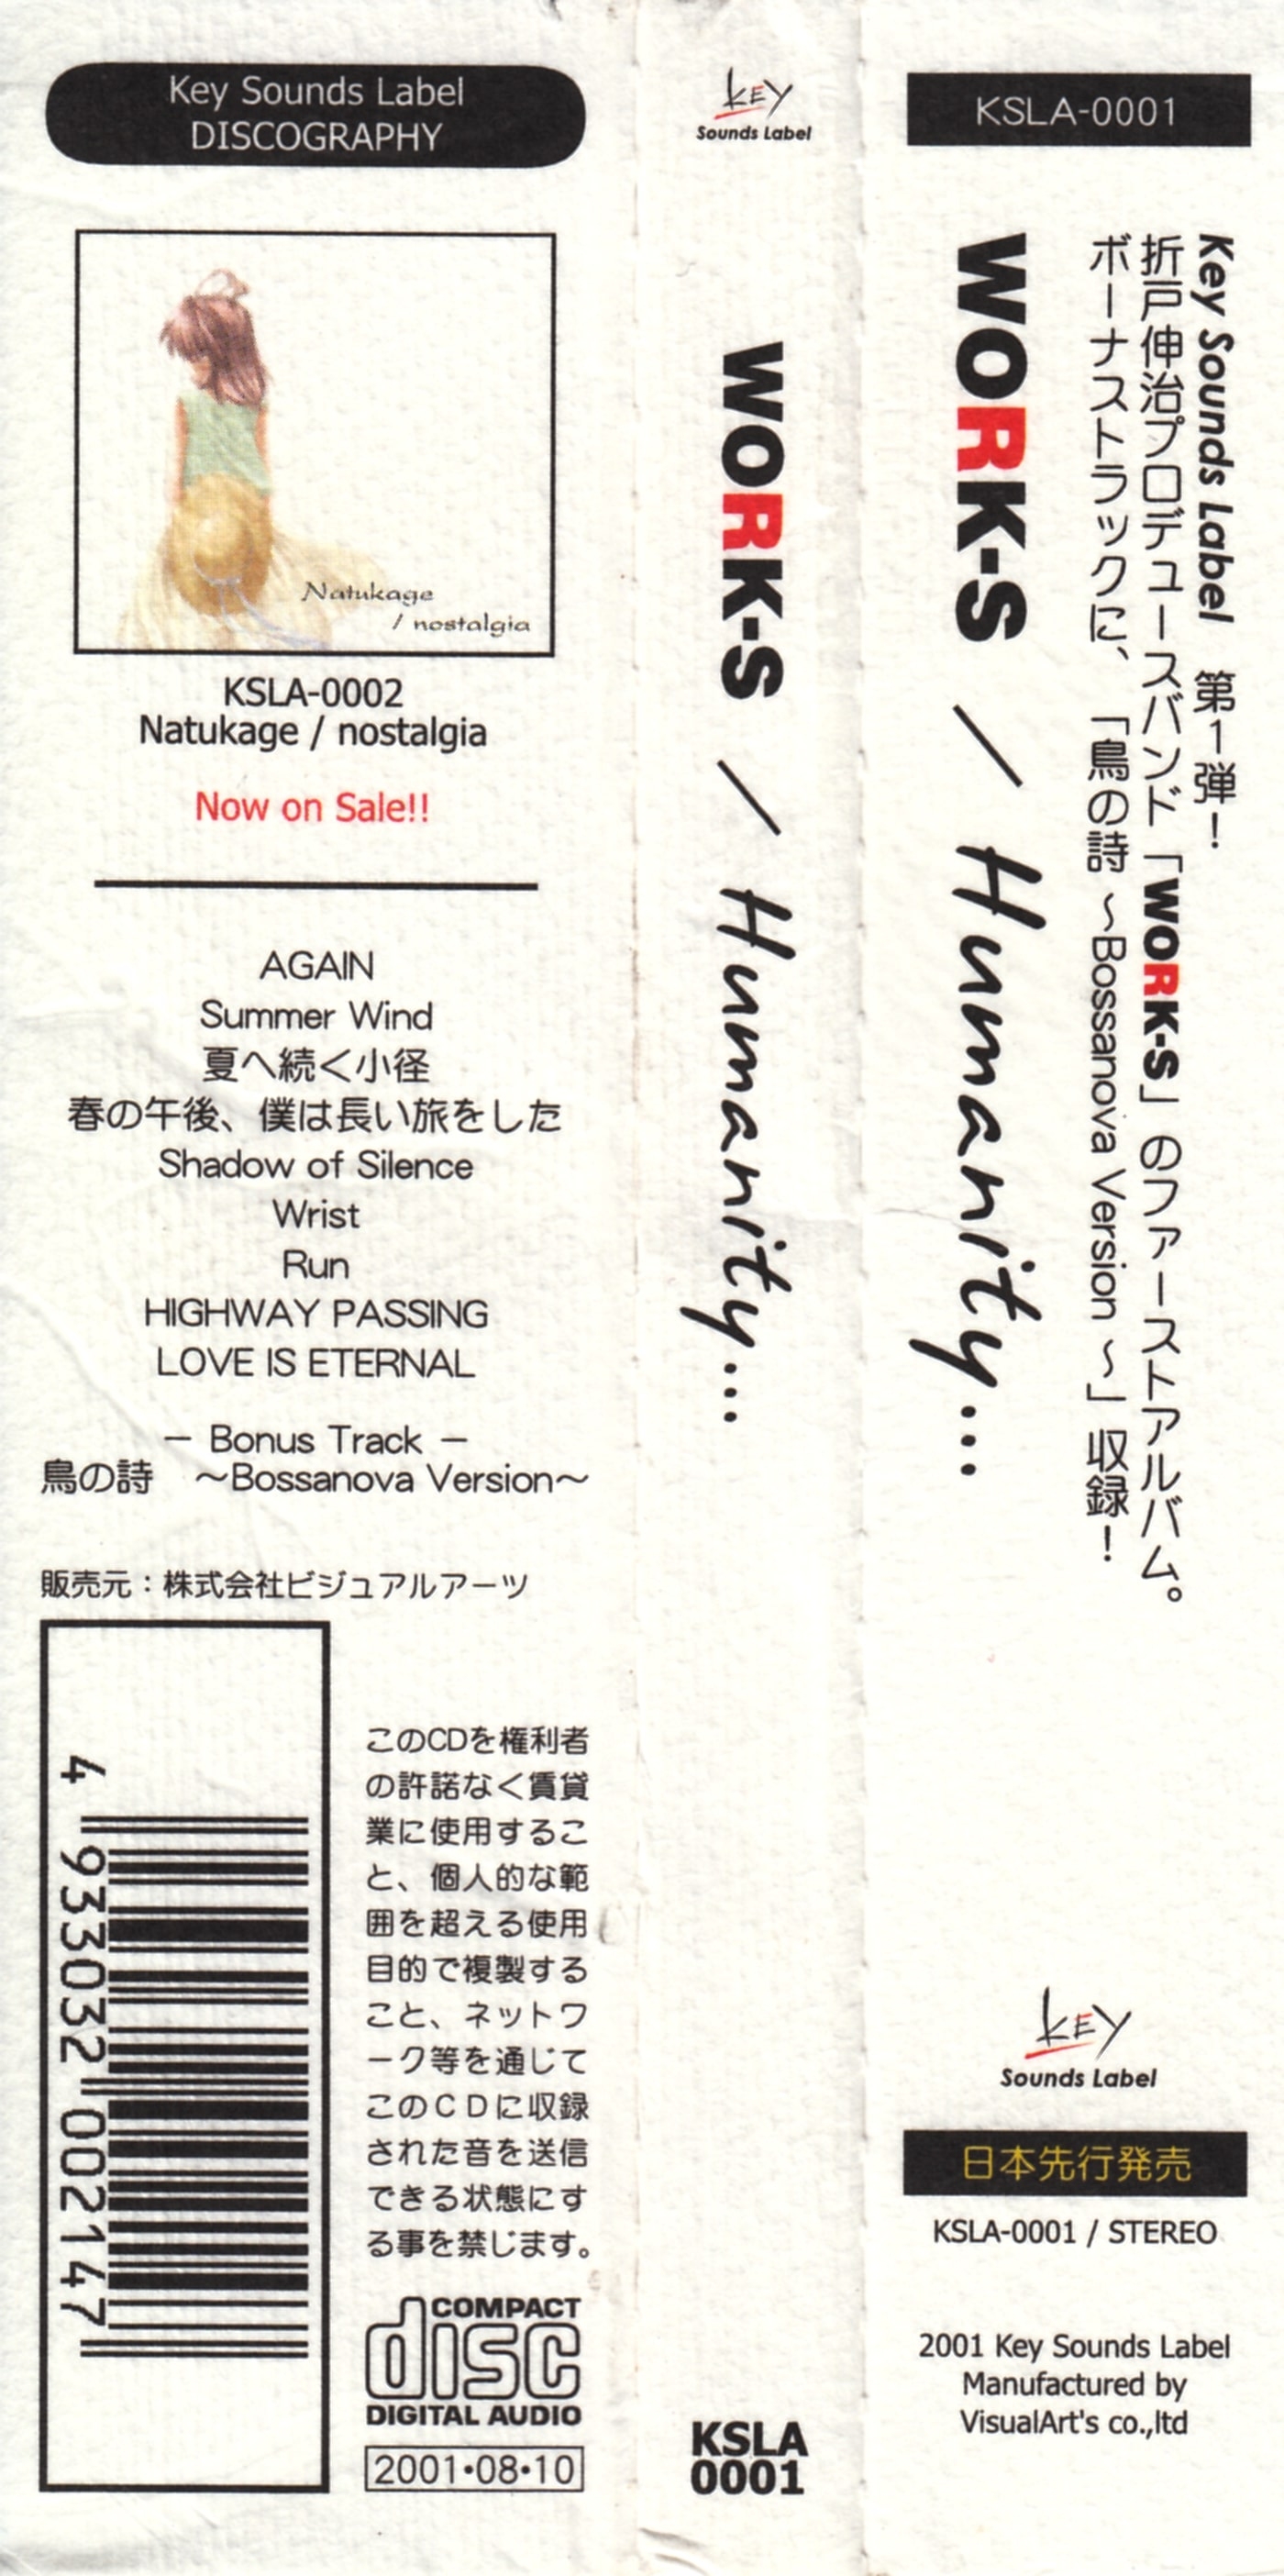 Key Sounds Label
DISCOGRAPHY
Natukage
/ nostalgia
KSLA-0002
Natukage / nostalgia
Now on Sale!!
AGAIN
Summer Wind
夏へ続く小径
春の午後、僕は長い旅をした
Shadow of Silence
Wrist
Run
HIGHWAY PASSING
LOVE IS ETERNAL
− Bonus Track −
鳥の詩　～Bossanova Version～
販売元：株式会社ビジュアルアーツ
4 933032 002147
このCDを権利者
の許諾なく賃貸
業に使用するこ
と、個人的な範
囲を超える使用
目的で複製する
こと、ネットワ
ーク等を通じて
このＣＤに収録
された音を送信
できる状態にす
る事を禁じます。
COMPACT
disc
DIGITAL AUDIO
2001・08・10
Key
Sounds Label
WORK-S / Humanity...
KSLA
0001
KSLA-0001
Key Sounds Label　第1弾！
折戸伸治プロデュースバンド「WORK-S」のファーストアルバム。
ボーナストラックに、「鳥の詩 ～Bossanova Version ～」収録！
WORK-S / Humanity...
Key
Sounds Label
日本先行発売
KSLA-0001 / STEREO
2001 Key Sounds Label
Manufactured by
VisualArt's co.,ltd